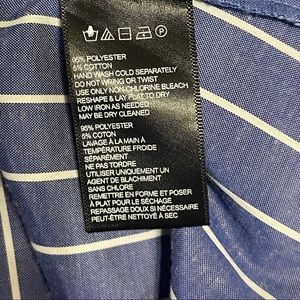 95% POLYESTER
5% COTTON
HAND WASH COLD SEPARATELY
DO NOT WRING OR TWIST
USE ONLY NON-CHLORINE BLEACH
RESHAPE & LAY FLAT TO DRY
LOW IRON AS NEEDED
MAY BE DRY CLEANED
95% POLYESTER
5% COTON
LAVAGE À LA MAIN À
TEMPÉRATURE FROIDE
SÉPARÉMENT
NE PAS TORDRE
UTILISER UNIQUEMENT UN
AGENT DE BLACHIMENT
SANS CHLORE
REMETTRE EN FORME ET POSER
À PLAT POUR LE SÉCHAGE
REPASSAGE DOUX SI NÉCESSAIRE
PEUT-ÊTRE NETTOYÉ À SEC